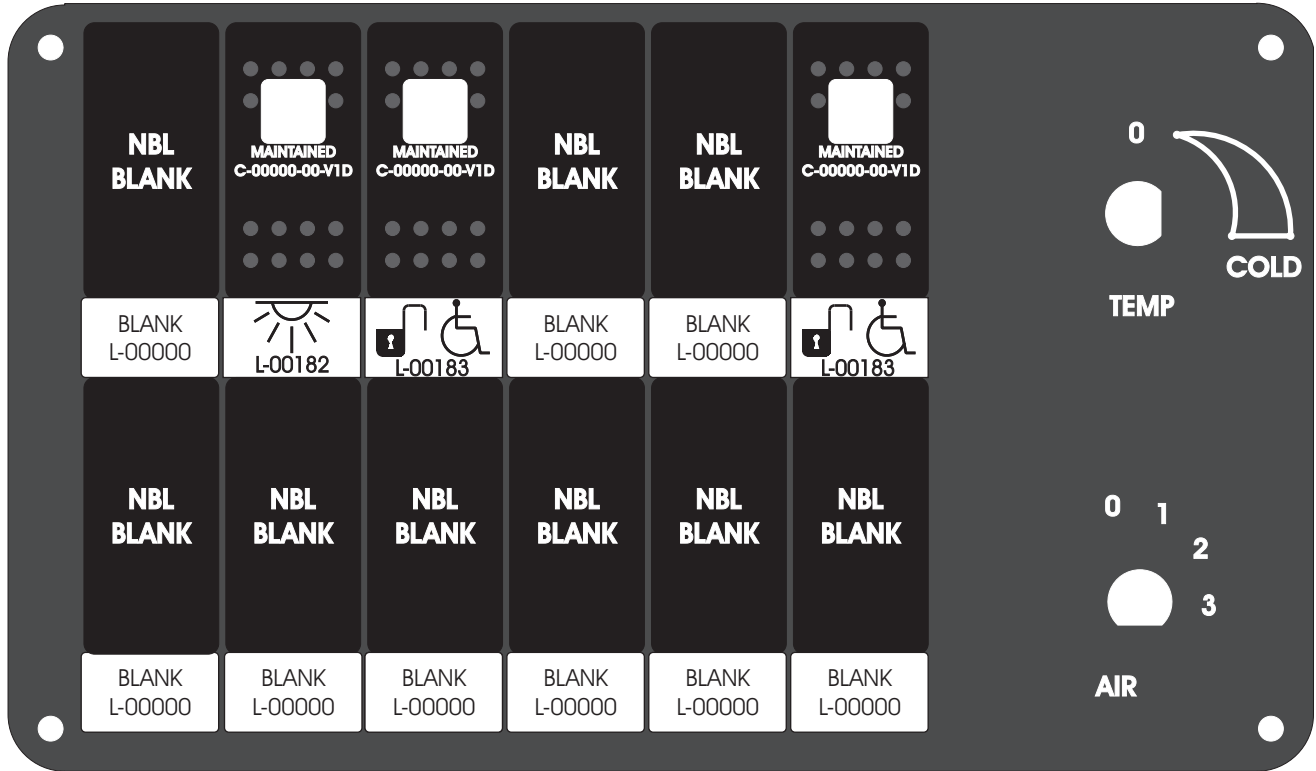 NBL
BLANK
MAINTAINED
C-00000-00-V1D
MAINTAINED
C-00000-00-V1D
NBL
BLANK
NBL
BLANK
MAINTAINED
C-00000-00-V1D
BLANK
L-00000
L-00182
L-00183
BLANK
L-00000
BLANK
L-00000
L-00183
NBL
BLANK
NBL
BLANK
NBL
BLANK
NBL
BLANK
NBL
BLANK
NBL
BLANK
BLANK
L-00000
BLANK
L-00000
BLANK
L-00000
BLANK
L-00000
BLANK
L-00000
BLANK
L-00000
0
COLD
TEMP
0
1
2
3
AIR